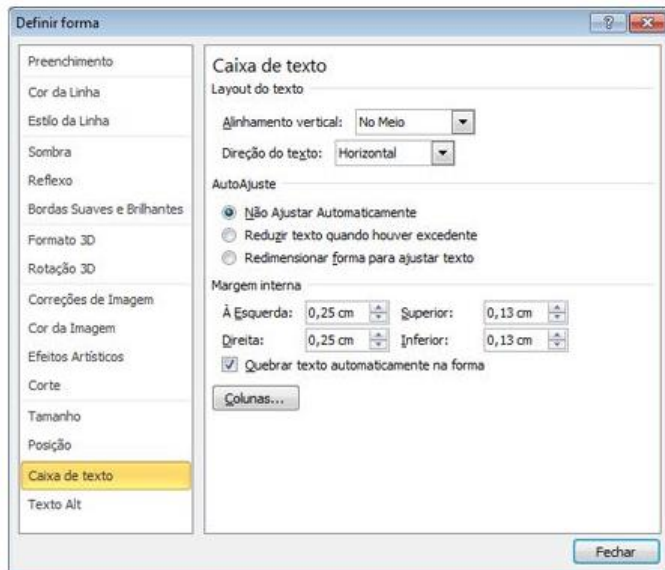 Definir forma
Preenchimento
Cor da Linha
Estilo da Linha
Sombra
Reflexo
Bordas Suaves e Brilhantes
Formato 3D
Rotação 3D
Correções de Imagem
Cor da Imagem
Efeitos Artísticos
Corte
Tamanho
Posição
Caixa de texto
Texto Alt
Caixa de texto
Layout do texto
Alinhamento vertical: No Meio
Direção do texto: Horizontal
AutoAjuste
Não Ajustar Automaticamente
Reduzir texto quando houver excedente
Redimensionar forma para ajustar texto
Margem interna
À Esquerda: 0,25 cm Superior: 0,13 cm
Direita: 0,25 cm Inferior: 0,13 cm
Quebrar texto automaticamente na forma
Colunas...
Fechar